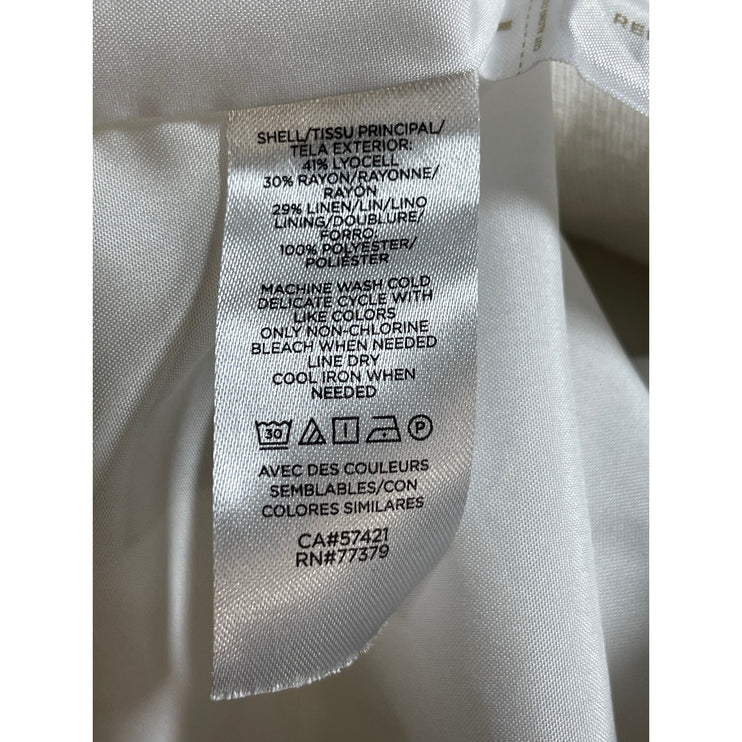 SHELL/TISSU PRINCIPAL/
TELA EXTERIOR:
41% LYOCELL
30% RAYON/RAYONNE/
RAYÓN
29% LINEN/LIN/LINO
LINING/DOUBLURE/
FORRO:
100% POLYESTER/
POLIÉSTER
MACHINE WASH COLD
DELICATE CYCLE WITH
LIKE COLORS
ONLY NON-CHLORINE
BLEACH WHEN NEEDED
LINE DRY
COOL IRON WHEN
NEEDED
30 P
AVEC DES COULEURS
SEMBLABLES/CON
COLORES SIMILARES
CA#57421
RN#77379